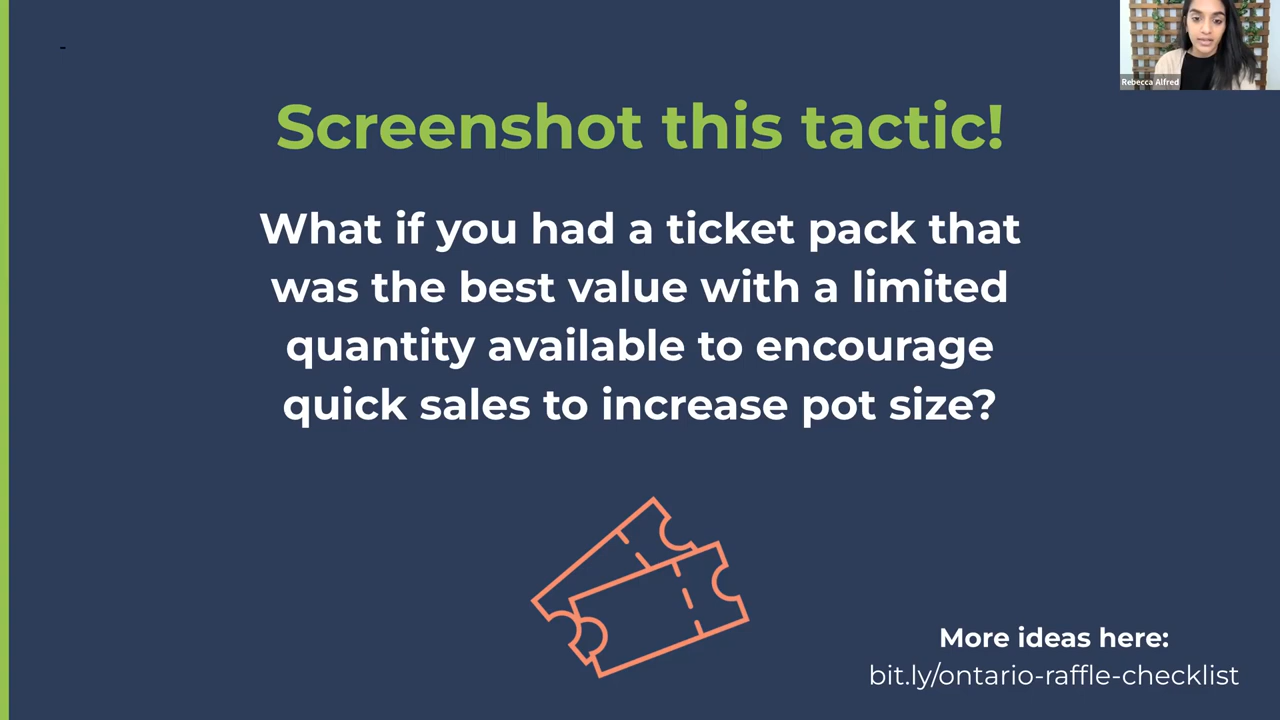 Rebecca Alfred
Screenshot this tactic!
What if you had a ticket pack that
was the best value with a limited
quantity available to encourage
quick sales to increase pot size?
More ideas here:
bit.ly/ontario-raffle-checklist